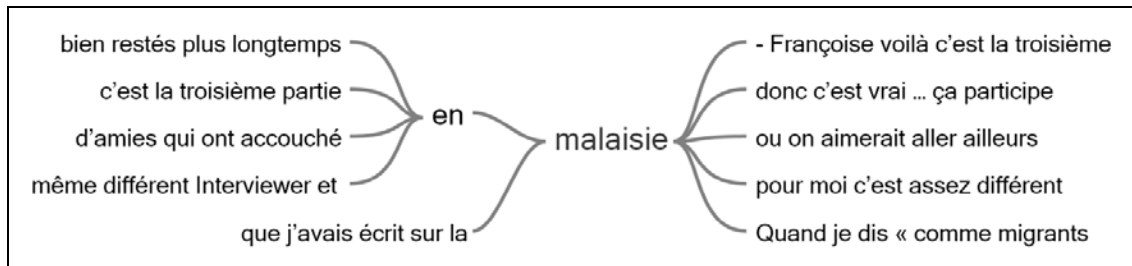 bien restés plus longtemps
c'est la troisième partie
d'amies qui ont accouché
même différent Interviewer et
en
que j'avais écrit sur la
malaisie
- Françoise voilà c'est la troisième
donc c'est vrai ... ça participe
ou on aimerait aller ailleurs
pour moi c'est assez différent
Quand je dis « comme migrants